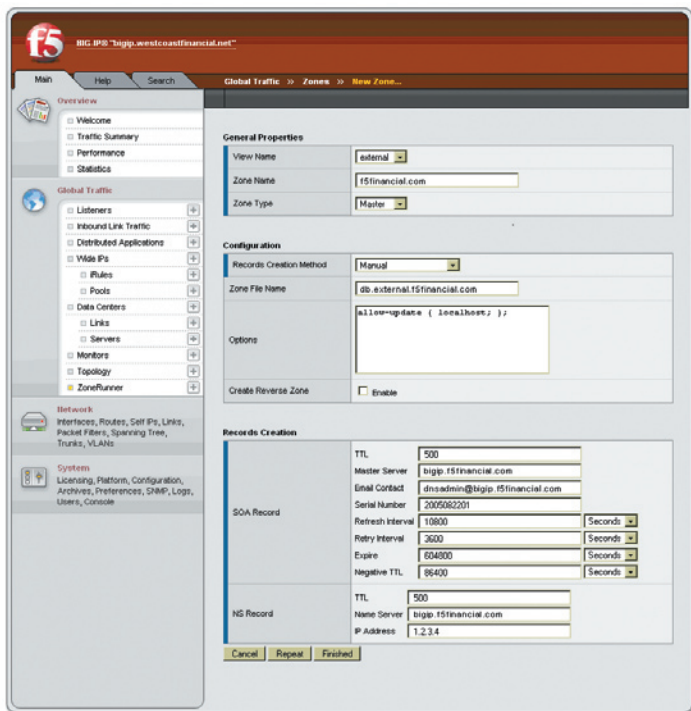 f5
BIG-IP® "bigip.westcoastfinancial.net"
Main Help Search
Global Traffic » Zones » New Zone...
Overview
Welcome
Traffic Summary
Performance
Statistics
Global Traffic
Listeners
Inbound Link Traffic
Distributed Applications
Wide IPs
iRules
Pools
Data Centers
Links
Servers
Monitors
Topology
ZoneRunner
Network
Interfaces, Routes, Self IPs, Links,
Packet Filters, Spanning Tree,
Trunks, VLANs
System
Licensing, Platform, Configuration,
Archives, Preferences, SNMP, Logs,
Users, Console
General Properties
View Name external
Zone Name f5financial.com
Zone Type Master
Configuration
Records Creation Method Manual
Zone File Name db.external.f5financial.com
Options allow-update { localhost; };
Create Reverse Zone Enable
Records Creation
SOA Record
TTL 500
Master Server bigip.f5financial.com
Email Contact dnsadmin@bigip.f5financial.com
Serial Number 2005082201
Refresh Interval 10800 Seconds
Retry Interval 3600 Seconds
Expire 604800 Seconds
Negative TTL 86400 Seconds
NS Record
TTL 500
Name Server bigip.f5financial.com
IP Address 1.2.3.4
Cancel Repeat Finished